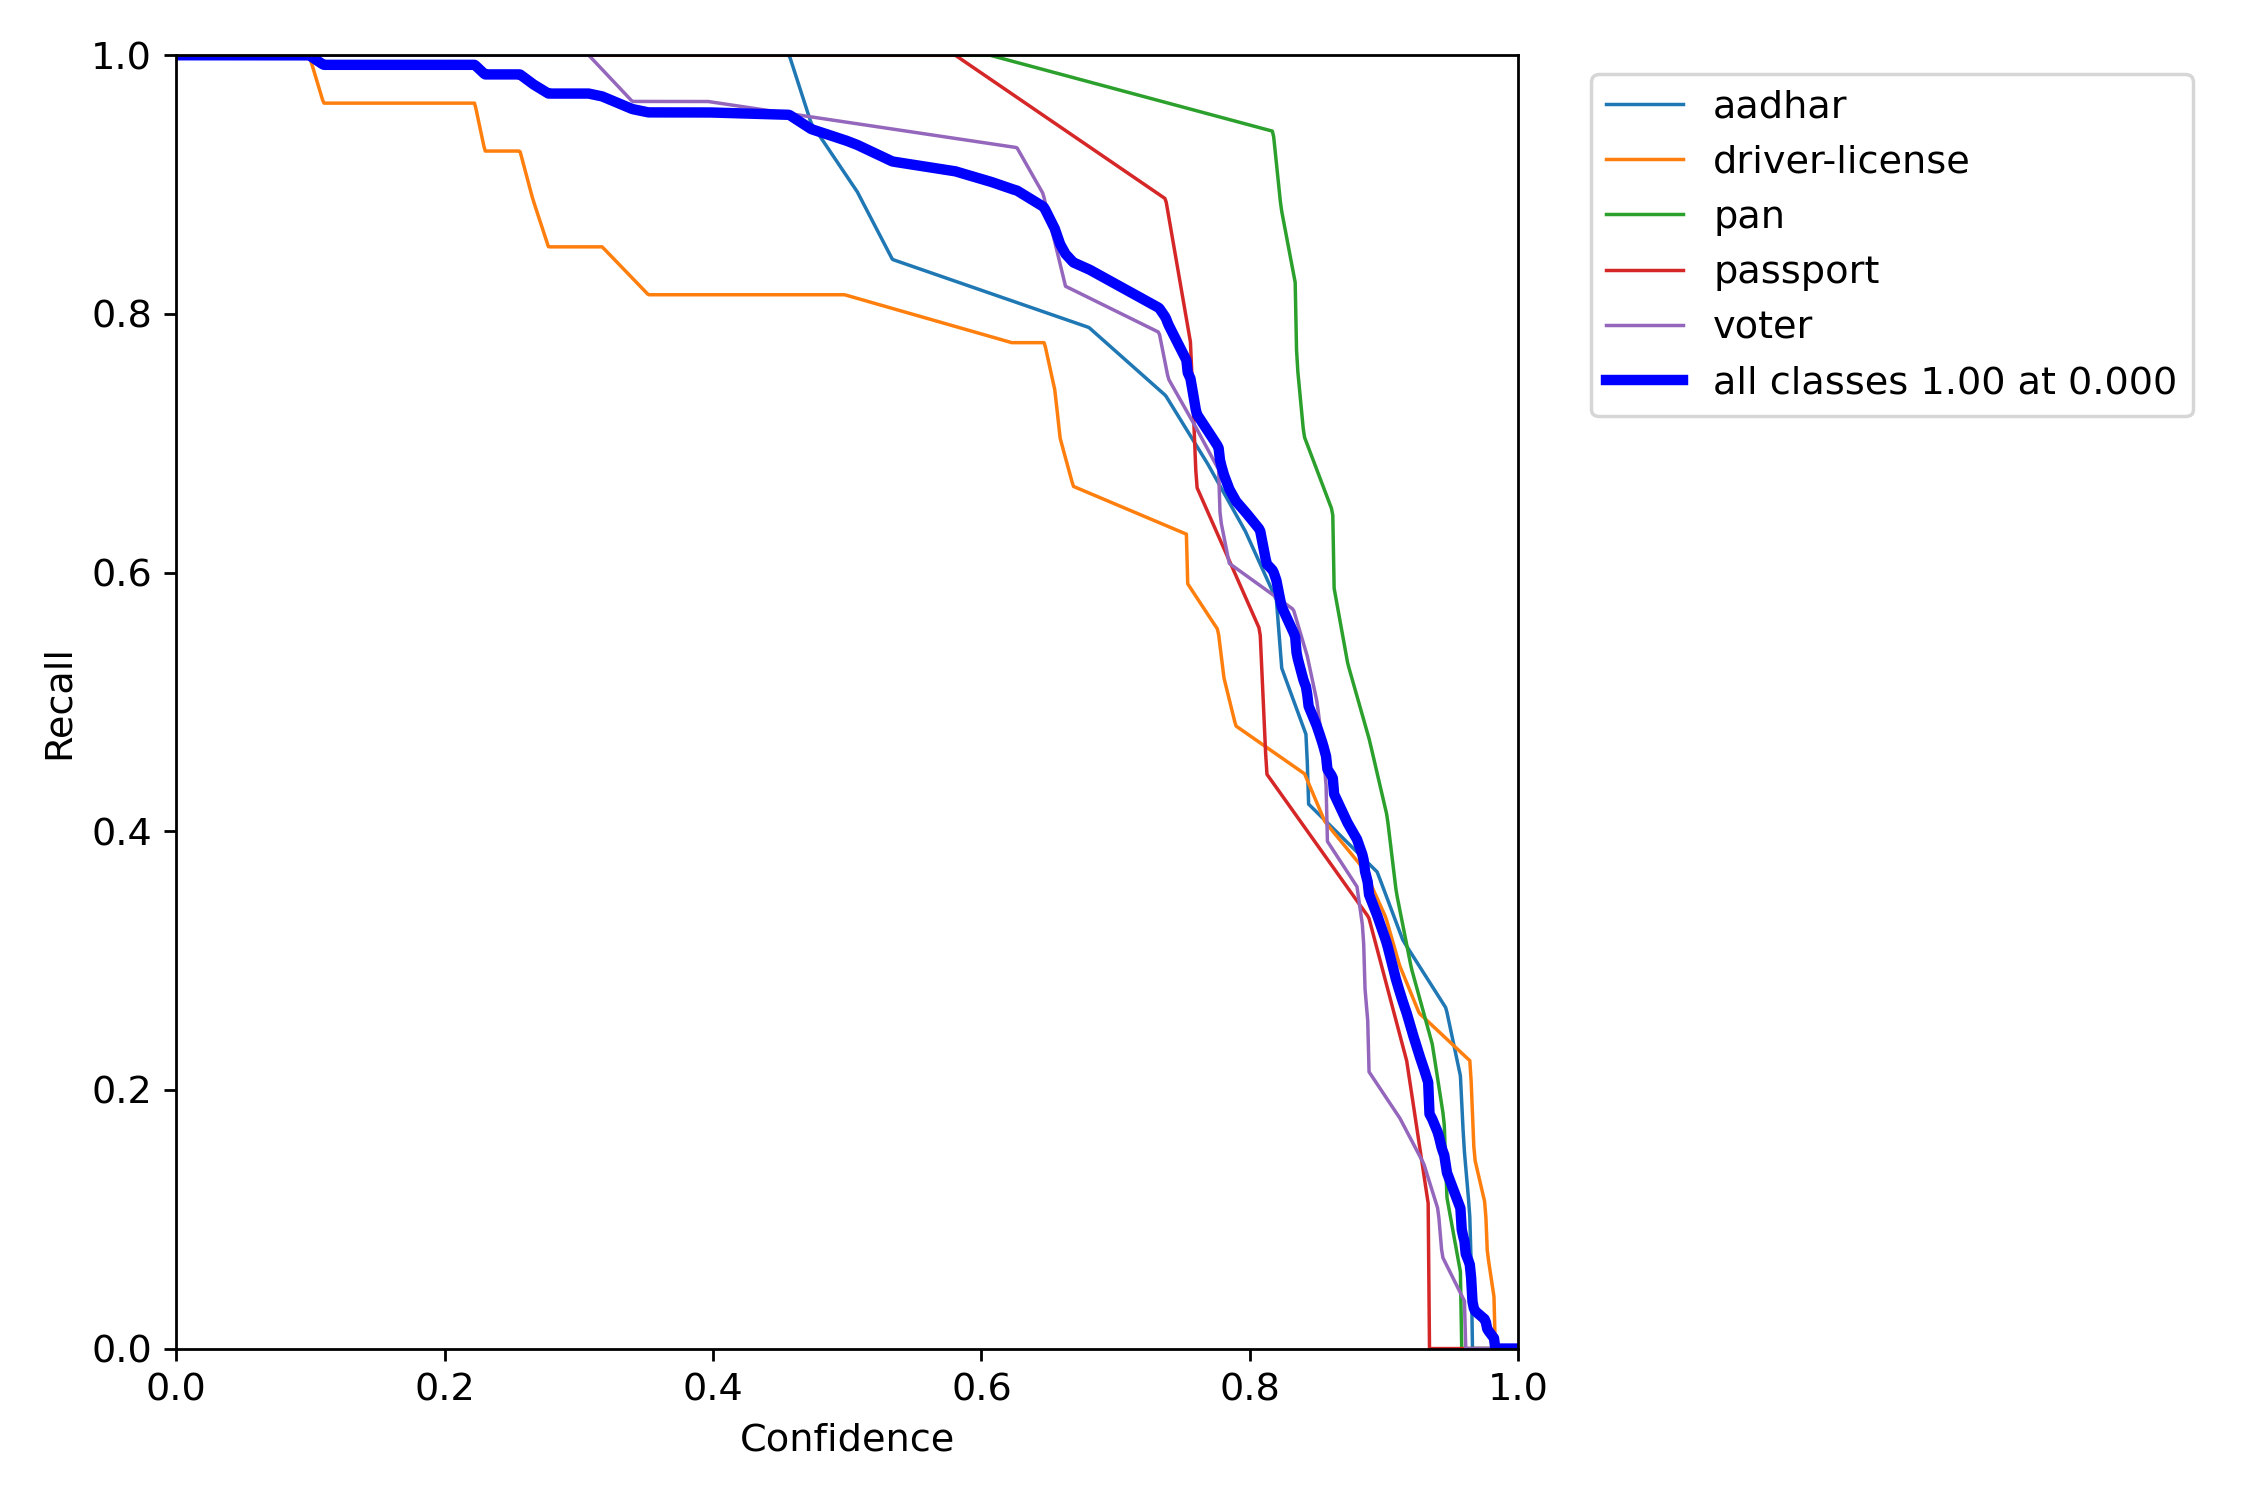 1.0
0.8
0.6
0.4
0.2
0.0
Recall
0.0 0.2 0.4 0.6 0.8 1.0
Confidence
aadhar
driver-license
pan
passport
voter
all classes 1.00 at 0.000